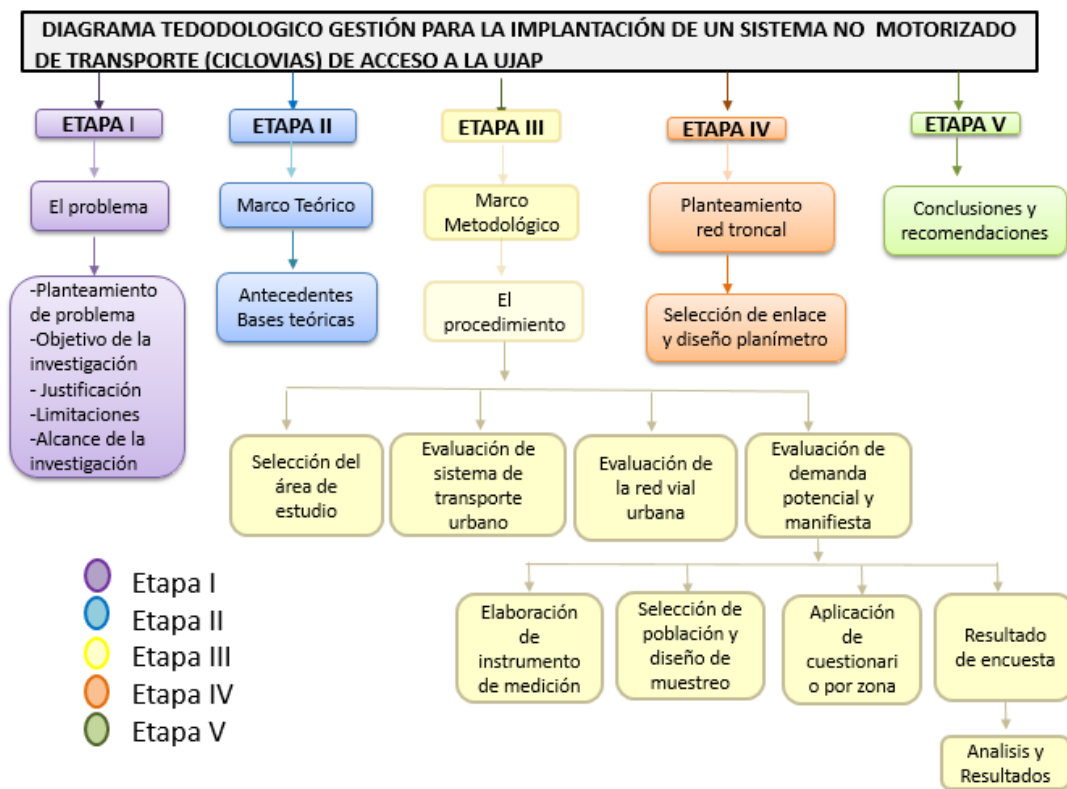 DIAGRAMA TEDODOLOGICO GESTIÓN PARA LA IMPLANTACIÓN DE UN SISTEMA NO MOTORIZADO
DE TRANSPORTE (CICLOVIAS) DE ACCESO A LA UJAP
ETAPA I
ETAPA II
ETAPA III
ETAPA IV
ETAPA V
El problema
Marco Teórico
Marco
Metodológico
Planteamiento
red troncal
Conclusiones y
recomendaciones
-Planteamiento
de problema
-Objetivo de la
investigación
- Justificación
-Limitaciones
-Alcance de la
investigación
Antecedentes
Bases teóricas
El
procedimiento
Selección de enlace
y diseño planímetro
Selección del
área de
estudio
Evaluación de
sistema de
transporte
urbano
Evaluación de
la red vial
urbana
Evaluación de
demanda
potencial y
manifiesta
Elaboración
de
instrumento
de medición
Selección de
población y
diseño de
muestreo
Aplicación
de
cuestionari
o por zona
Resultado
de encuesta
Analisis y
Resultados
Etapa I
Etapa II
Etapa III
Etapa IV
Etapa V